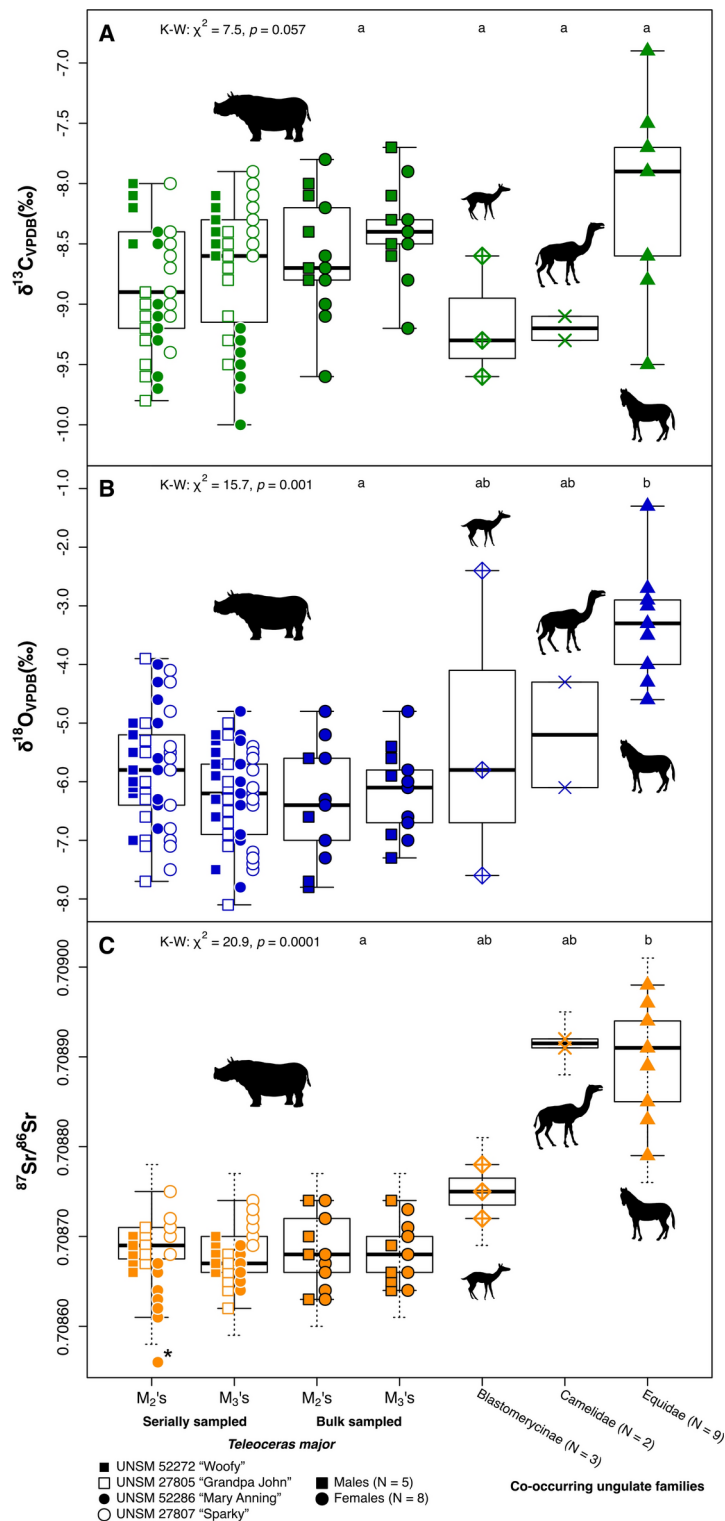 A
K-W: χ² = 7.5, p = 0.057
a
a
a
a
-7.0
-7.5
-8.0
-8.5
-9.0
-9.5
-10.0
δ¹³C VPDB(‰)
B
K-W: χ² = 15.7, p = 0.001
a
ab
ab
b
-1.0
-2.0
-3.0
-4.0
-5.0
-6.0
-7.0
-8.0
δ¹⁸O VPDB(‰)
C
K-W: χ² = 20.9, p = 0.0001
a
ab
ab
b
0.70900
0.70890
0.70880
0.70870
0.70860
⁸⁷Sr/⁸⁶Sr
*
M₂'s
M₃'s
M₂'s
M₃'s
Serially sampled
Bulk sampled
Teleoceras major
Blastomerycinae (N = 3)
Camelidae (N = 2)
Equidae (N = 9)
Co-occurring ungulate families
UNSM 52272 “Woofy”
UNSM 27805 “Grandpa John”
UNSM 52286 “Mary Anning”
UNSM 27807 “Sparky”
Males (N = 5)
Females (N = 8)